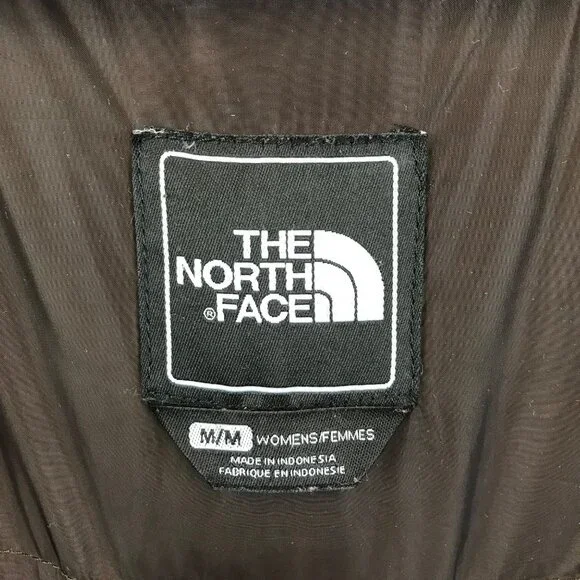 THE
NORTH
®FACE
M/M WOMENS/FEMMES
MADE IN INDONESIA
FABRIQUE EN INDONESIE